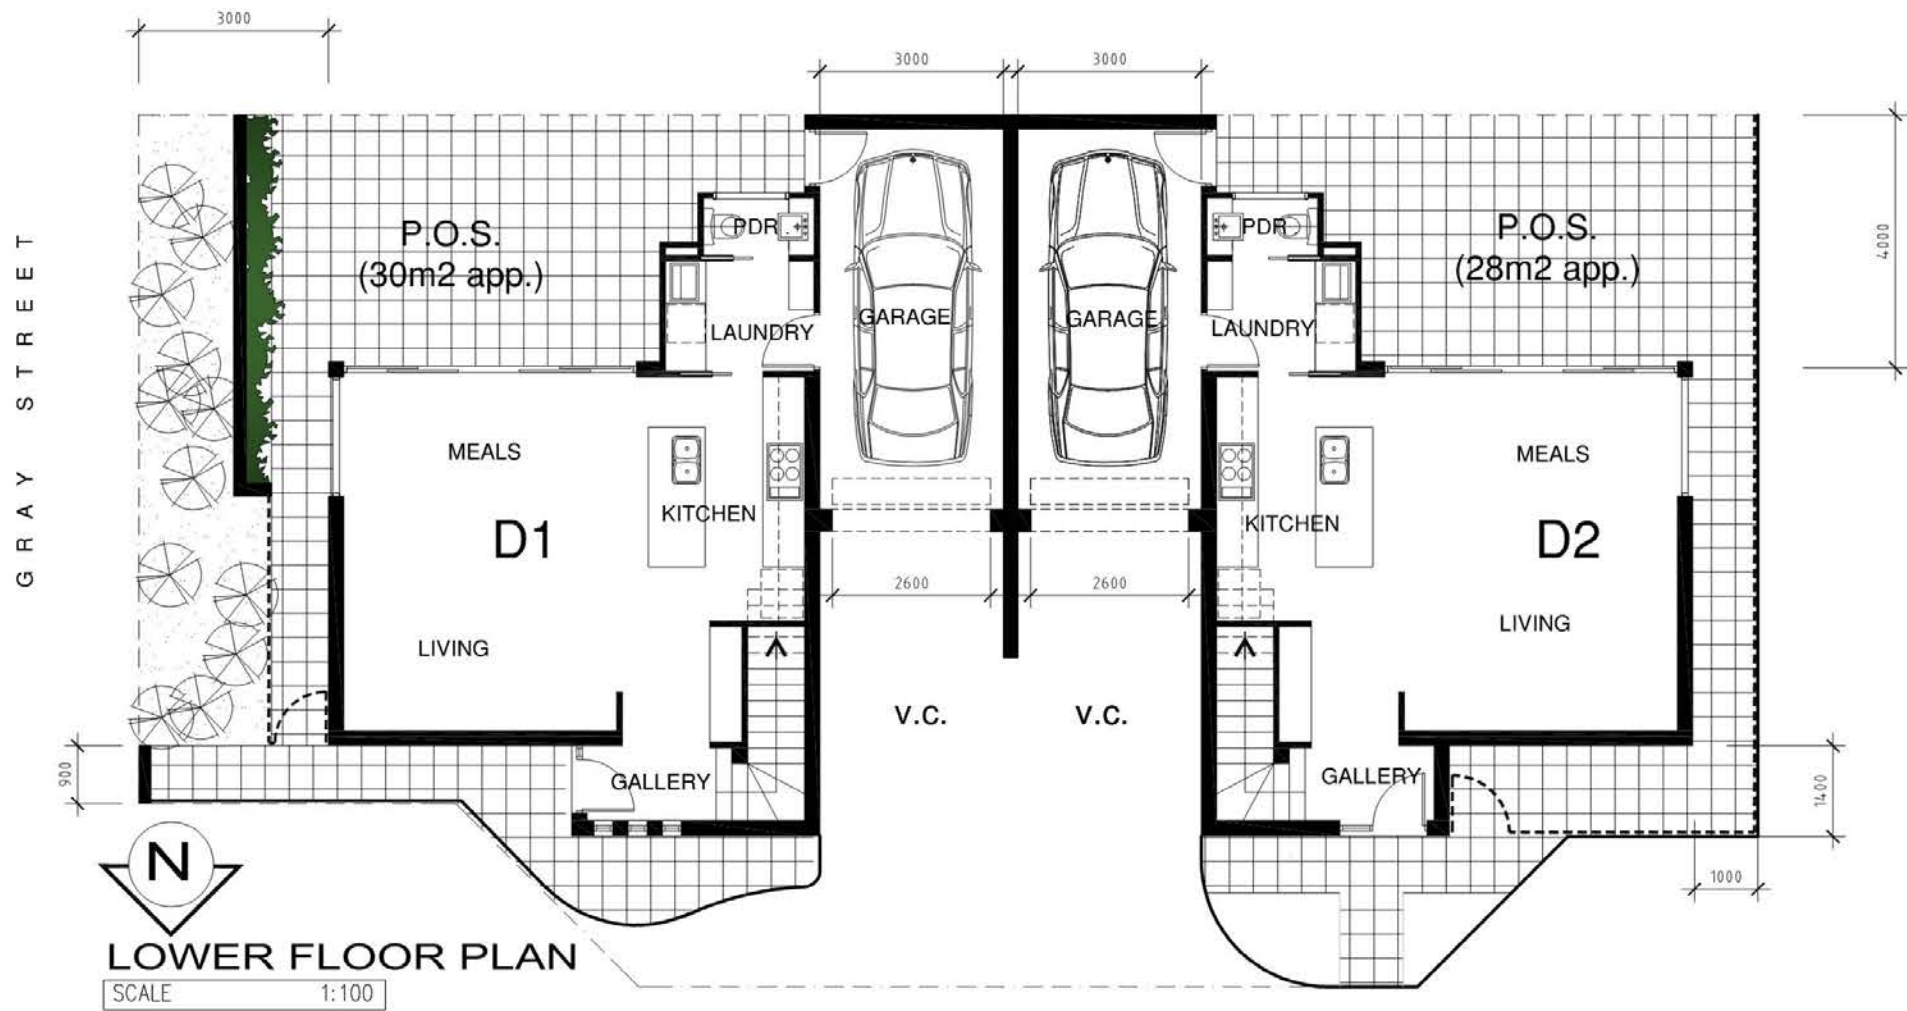 3000
3000
3000
GRAY STREET
P.O.S.
(30m2 app.)
PDR
PDR
P.O.S.
(28m2 app.)
4000
LAUNDRY
GARAGE
GARAGE
LAUNDRY
MEALS
MEALS
KITCHEN
KITCHEN
D1
D2
2600
2600
LIVING
LIVING
V.C.
V.C.
900
GALLERY
GALLERY
1400
N
1000
LOWER FLOOR PLAN
SCALE 1:100